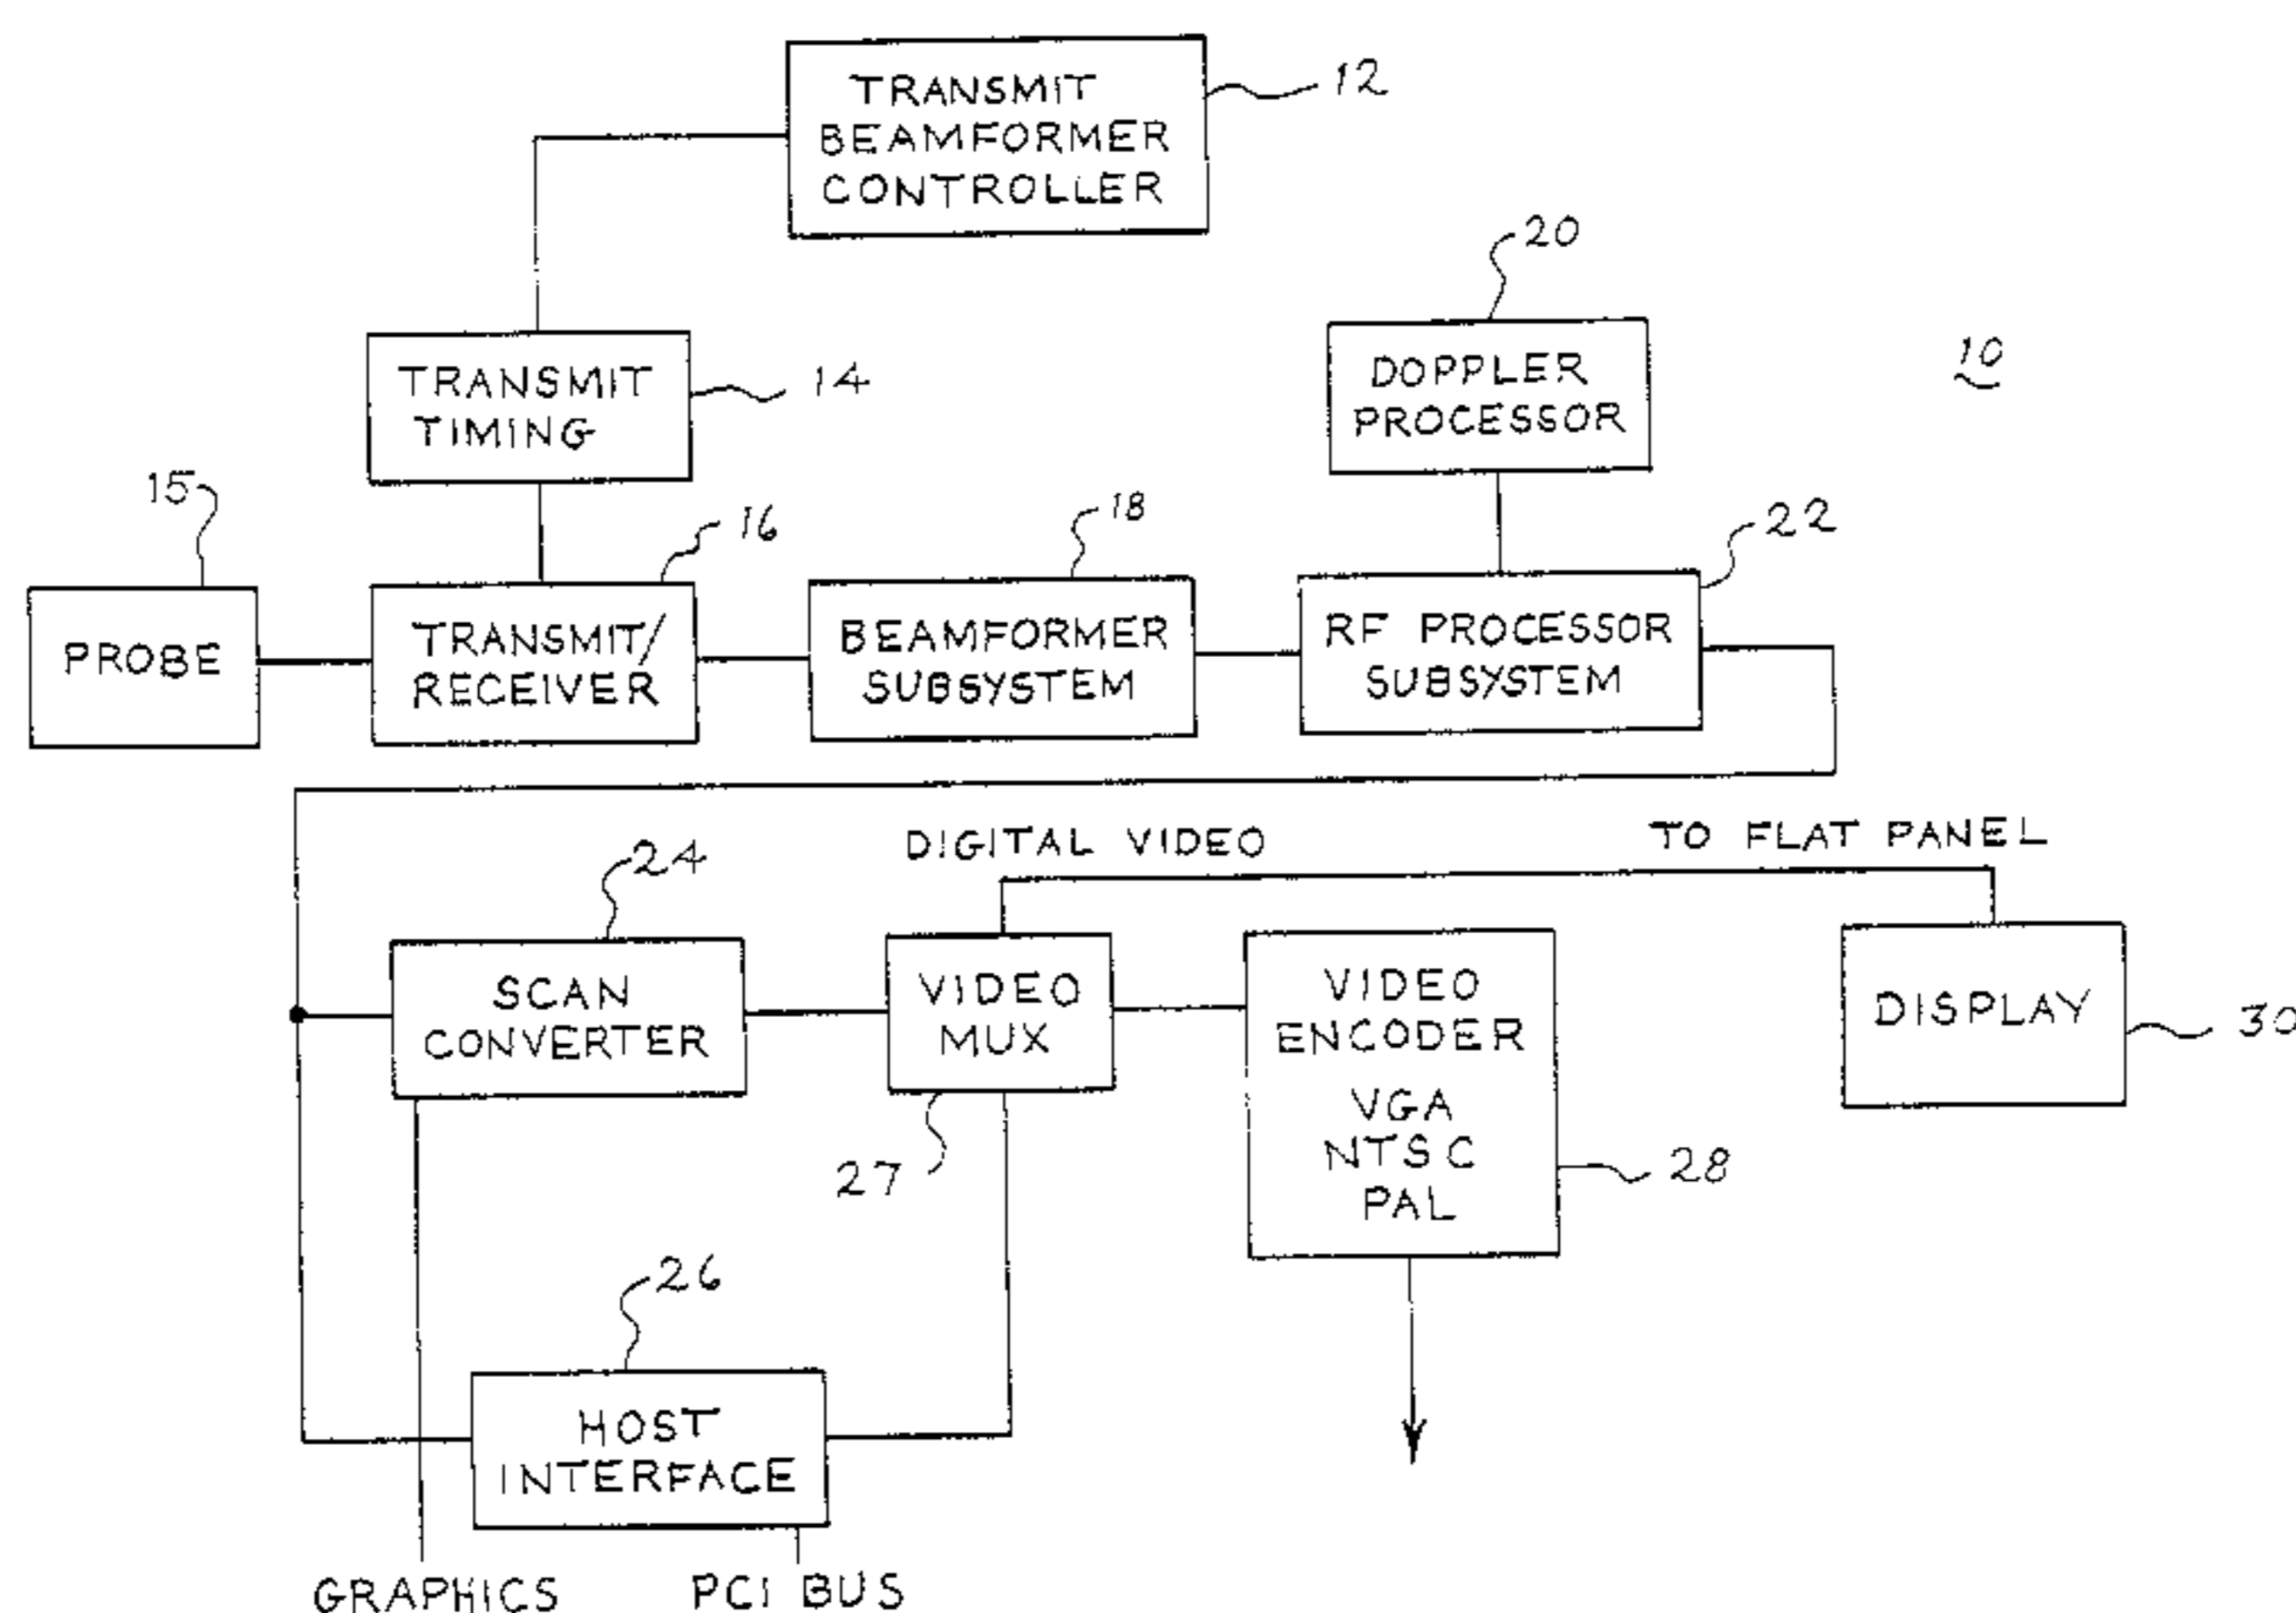 TRANSMIT
BEAMFORMER
CONTROLLER
12
20
TRANSMIT
TIMING
14
DOPPLER
PROCESSOR
10
15
16
18
22
PROBE
TRANSMIT/
RECEIVER
BEAMFORMER
SUBSYSTEM
RF PROCESSOR
SUBSYSTEM
DIGITAL VIDEO
TO FLAT PANEL
24
SCAN
CONVERTER
VIDEO
MUX
27
VIDEO
ENCODER
VGA
NTSC
PAL
28
DISPLAY
30
26
HOST
INTERFACE
GRAPHICS
PCI BUS